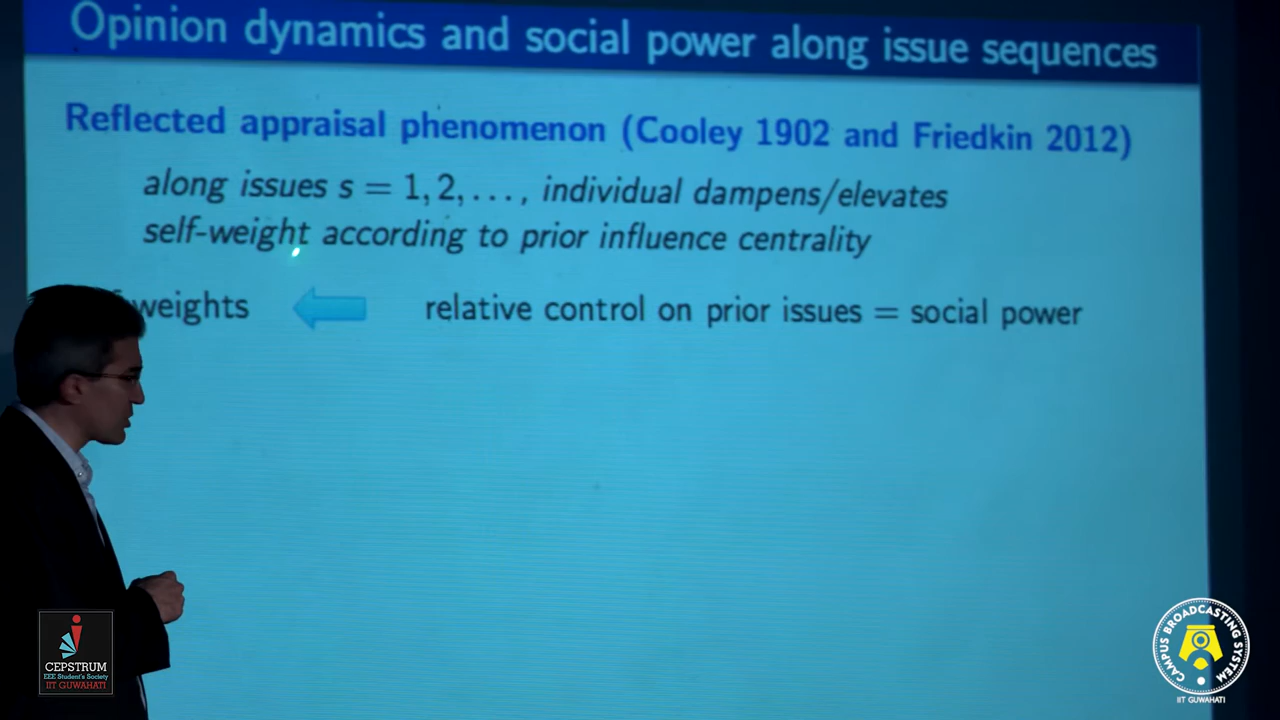 Opinion dynamics and social power along issue sequences
Reflected appraisal phenomenon (Cooley 1902 and Friedkin 2012)
along issues s = 1, 2, . . . , individual dampens/elevates
self-weight according to prior influence centrality
weights relative control on prior issues = social power
CEPSTRUM
EEE Student's Society
IIT GUWAHATI
CAMPUS BROADCASTING SYSTEM
IIT GUWAHATI